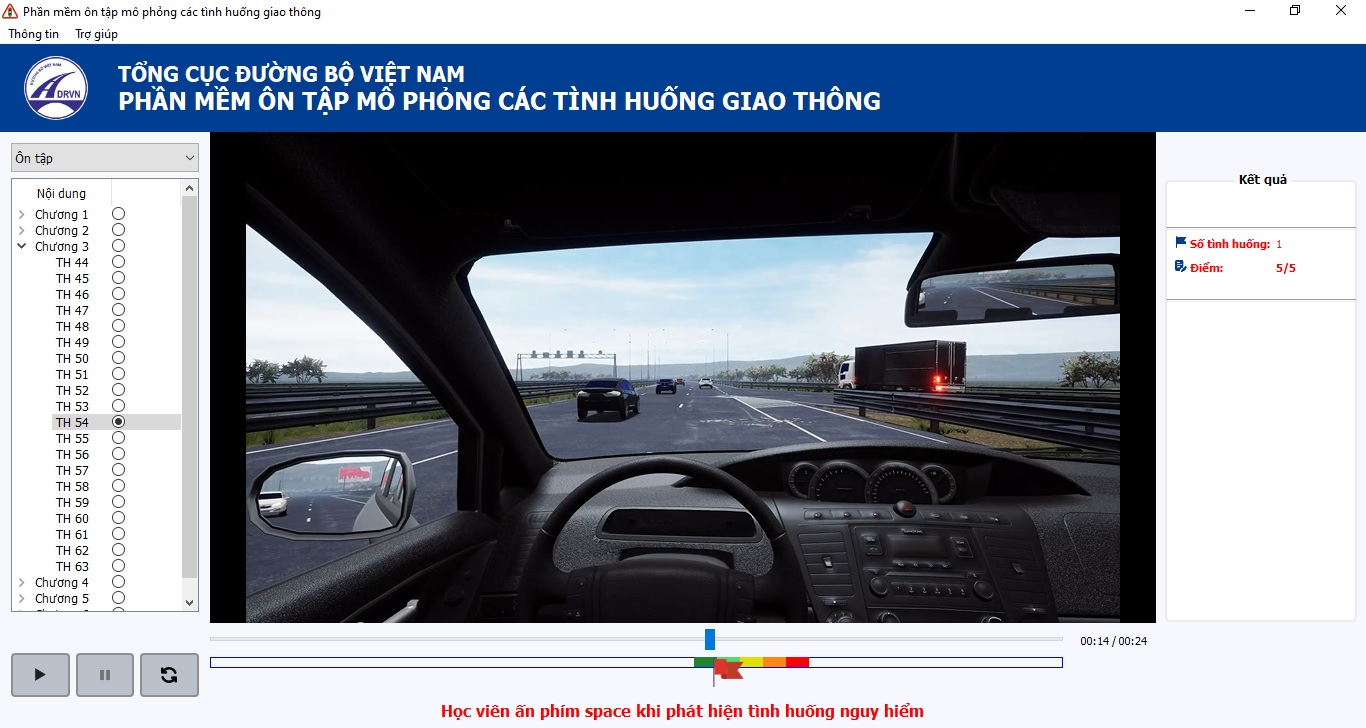 Phần mềm ôn tập mô phỏng các tình huống giao thông
Thông tin Trợ giúp
ĐƯỜNG BỘ VIỆT NAM
DRVN
TỔNG CỤC ĐƯỜNG BỘ VIỆT NAM
PHẦN MỀM ÔN TẬP MÔ PHỎNG CÁC TÌNH HUỐNG GIAO THÔNG
Ôn tập
Nội dung
Chương 1
Chương 2
Chương 3
TH 44
TH 45
TH 46
TH 47
TH 48
TH 49
TH 50
TH 51
TH 52
TH 53
TH 54
TH 55
TH 56
TH 57
TH 58
TH 59
TH 60
TH 61
TH 62
TH 63
Chương 4
Chương 5
Kết quả
Số tình huống: 1
Điểm: 5/5
00:14 / 00:24
Học viên ấn phím space khi phát hiện tình huống nguy hiểm